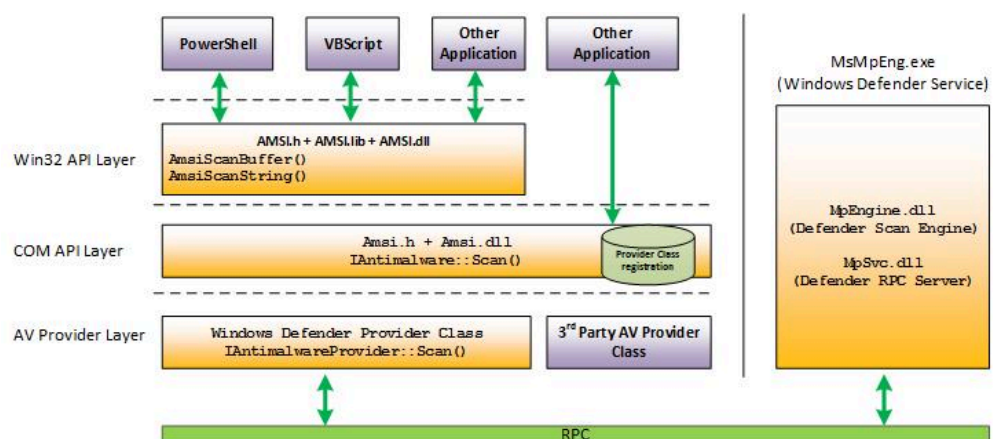 PowerShell
VBScript
Other
Application
Other
Application
MsMpEng.exe
(Windows Defender Service)
Win32 API Layer
AMSI.h + AMSI.lib + AMSI.dll
AmsiScanBuffer()
AmsiScanString()
COM API Layer
Amsi.h + Amsi.dll
IAntimalware::Scan()
Provider Class
registration
MpEngine.dll
(Defender Scan Engine)
MpSvc.dll
(Defender RPC Server)
AV Provider Layer
Windows Defender Provider Class
IAntimalwareProvider::Scan()
3rd Party AV Provider
Class
RPC